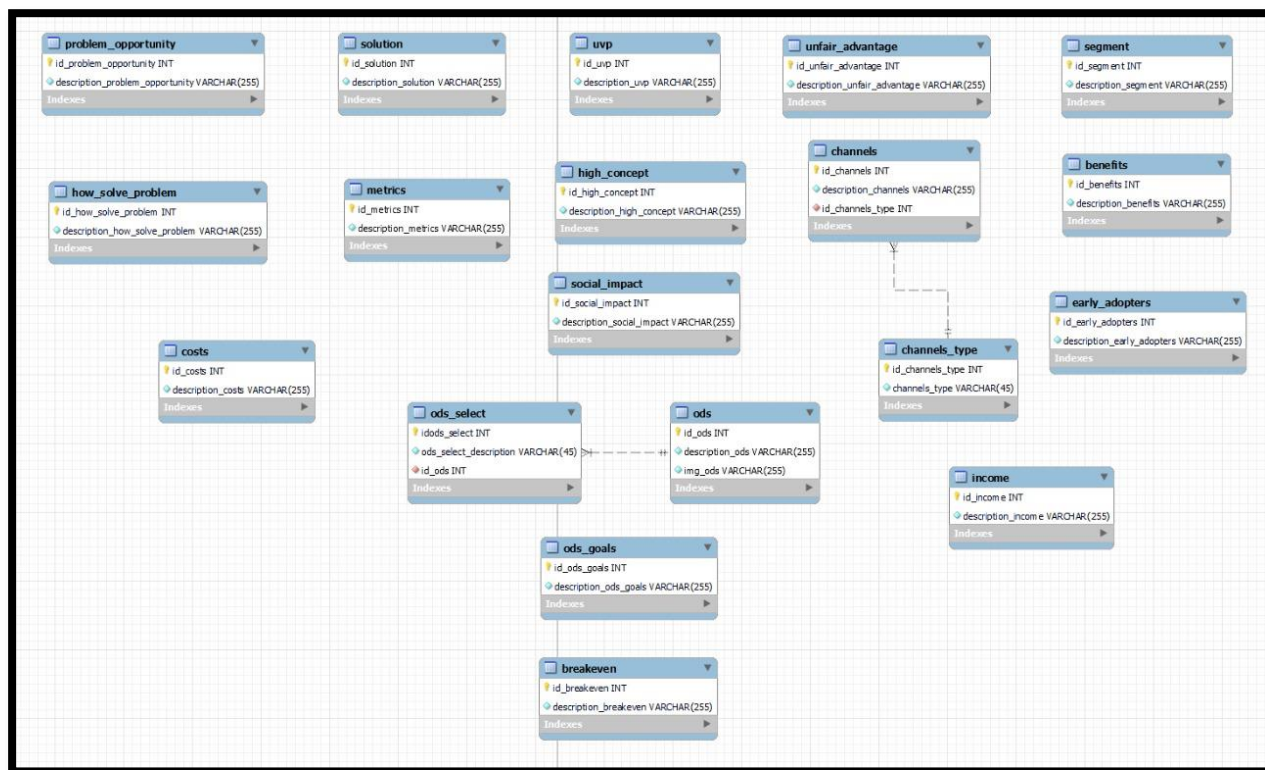 problem_opportunity
id_problem_opportunity INT
description_problem_opportunity VARCHAR(255)
Indexes
solution
id_solution INT
description_solution VARCHAR(255)
Indexes
uvp
id_uvp INT
description_uvp VARCHAR(255)
Indexes
unfair_advantage
id_unfair_advantage INT
description_unfair_advantage VARCHAR(255)
Indexes
segment
id_segment INT
description_segment VARCHAR(255)
Indexes
how_solve_problem
id_how_solve_problem INT
description_how_solve_problem VARCHAR(255)
Indexes
metrics
id_metrics INT
description_metrics VARCHAR(255)
Indexes
high_concept
id_high_concept INT
description_high_concept VARCHAR(255)
Indexes
channels
id_channels INT
description_channels VARCHAR(255)
id_channels_type INT
Indexes
benefits
id_benefits INT
description_benefits VARCHAR(255)
Indexes
social_impact
id_social_impact INT
description_social_impact VARCHAR(255)
Indexes
early_adopters
id_early_adopters INT
description_early_adopters VARCHAR(255)
Indexes
costs
id_costs INT
description_costs VARCHAR(255)
Indexes
channels_type
id_channels_type INT
channels_type VARCHAR(45)
Indexes
ods_select
idods_select INT
ods_select_description VARCHAR(45)
id_ods INT
Indexes
ods
id_ods INT
description_ods VARCHAR(255)
img_ods VARCHAR(255)
Indexes
income
id_income INT
description_income VARCHAR(255)
Indexes
ods_goals
id_ods_goals INT
description_ods_goals VARCHAR(255)
Indexes
breakeven
id_breakeven INT
description_breakeven VARCHAR(255)
Indexes